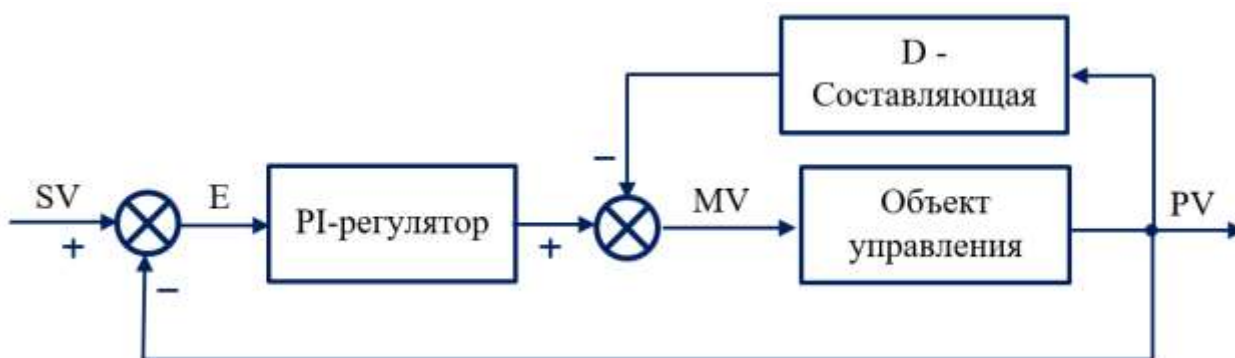 D -
Составляющая
−
SV
E
PI-регулятор
MV
Объект
управления
PV
+
+
−